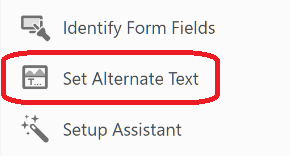 Identify Form Fields
Set Alternate Text
T...
Setup Assistant